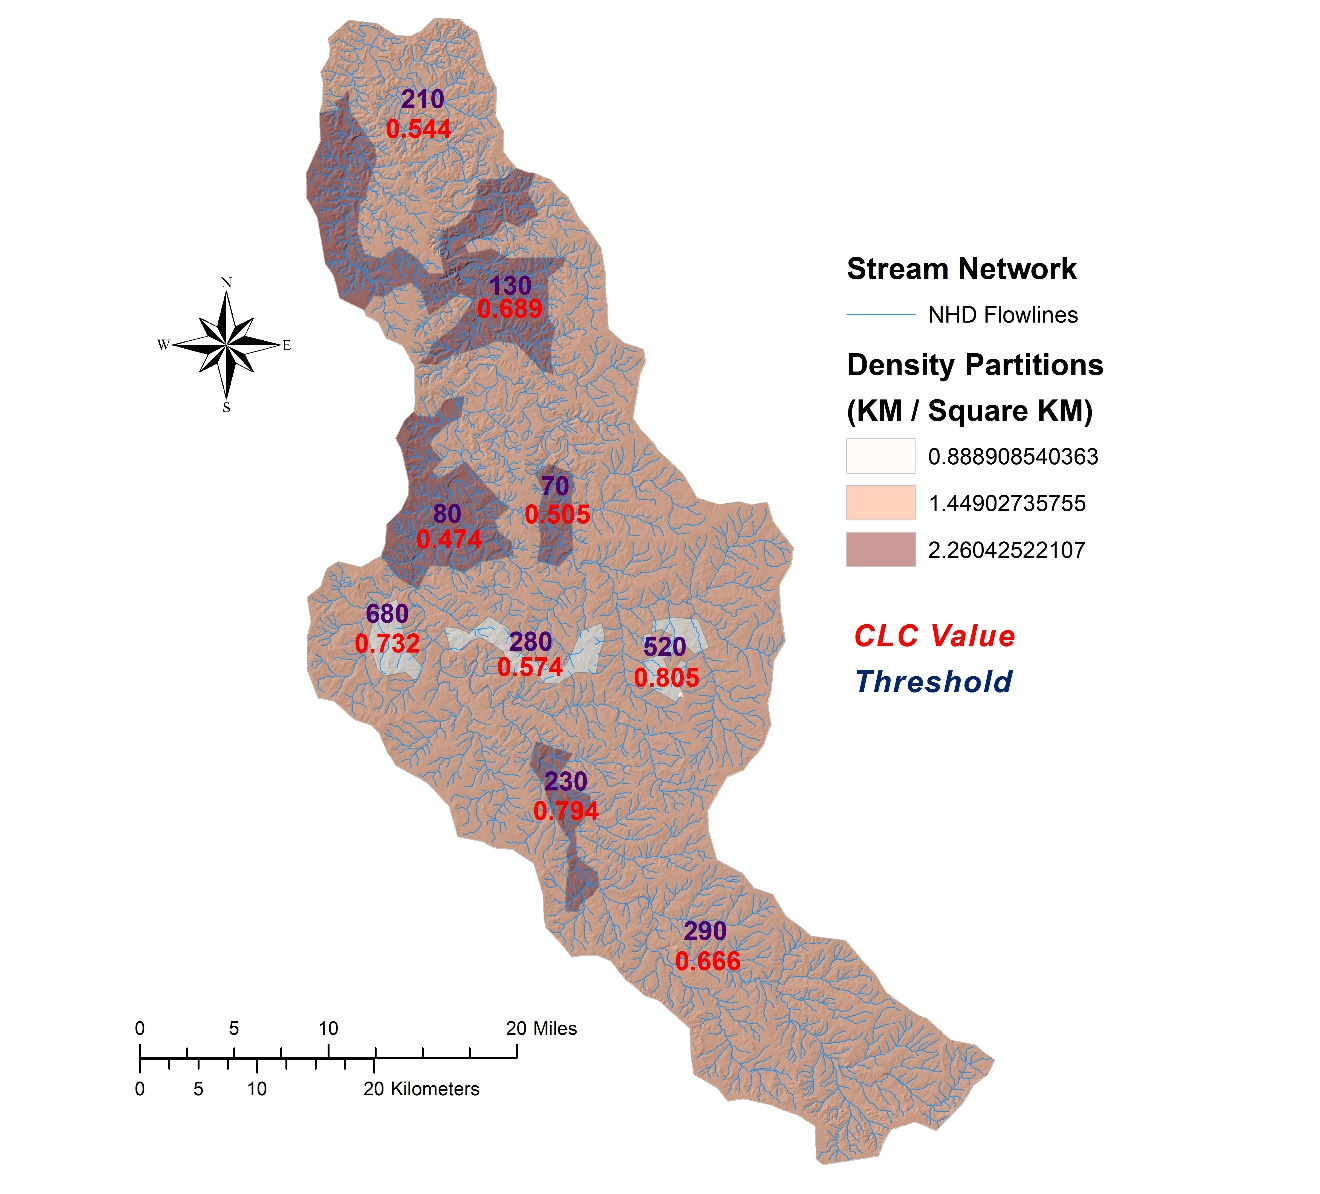 210
0.544
130
0.689
N
W
E
S
Stream Network
NHD Flowlines
Density Partitions
(KM / Square KM)
0.888908540363
1.44902735755
2.26042522107
CLC Value
Threshold
70
0.505
80
0.474
680
0.732
280
0.574
520
0.805
230
0.794
290
0.666
0 5 10 20 Miles
0 5 10 20 Kilometers